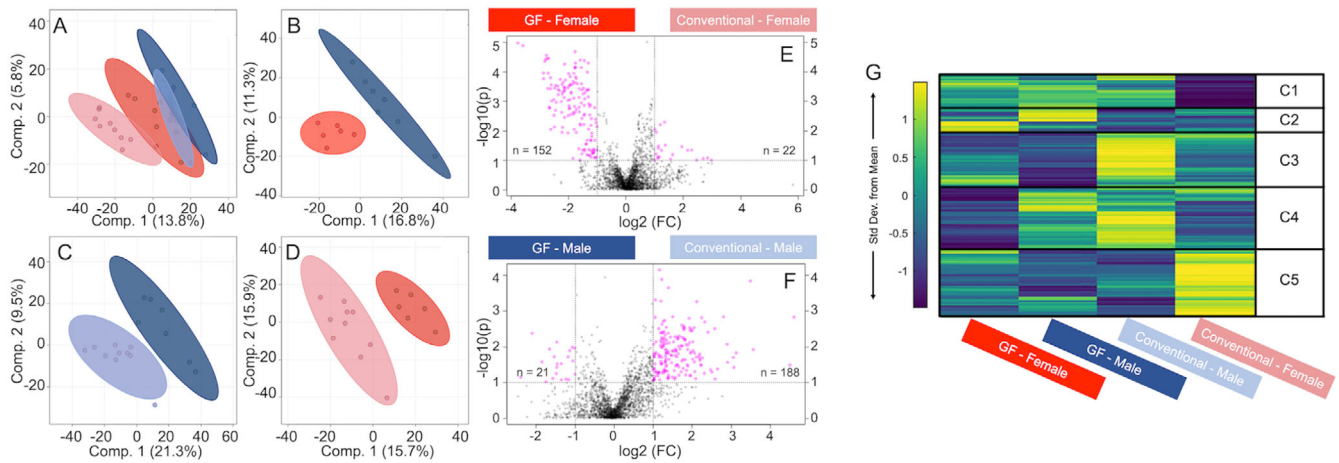 A
Comp. 2 (5.8%)
40
20
0
-20
-40
-20
0
20
40
Comp. 1 (13.8%)
B
Comp. 2 (11.3%)
40
20
0
-20
-40
-20
0
20
40
Comp. 1 (16.8%)
GF - Female
Conventional - Female
E
-log10(p)
5
4
3
2
1
0
5
4
3
2
1
0
n = 152
n = 22
-4
-2
0
2
4
6
log2 (FC)
C
Comp. 2 (9.5%)
40
20
0
-20
-40
-20
0
20
40
60
Comp. 1 (21.3%)
D
Comp. 2 (15.9%)
40
20
0
-20
-40
-40
-20
0
20
40
Comp. 1 (15.7%)
GF - Male
Conventional - Male
F
-log10(p)
4
3
2
1
0
4
3
2
1
0
n = 21
n = 188
-2
-1
0
1
2
3
4
log2 (FC)
G
Std Dev. from Mean
1
0.5
0
-0.5
-1
C1
C2
C3
C4
C5
GF - Female
GF - Male
Conventional - Male
Conventional - Female